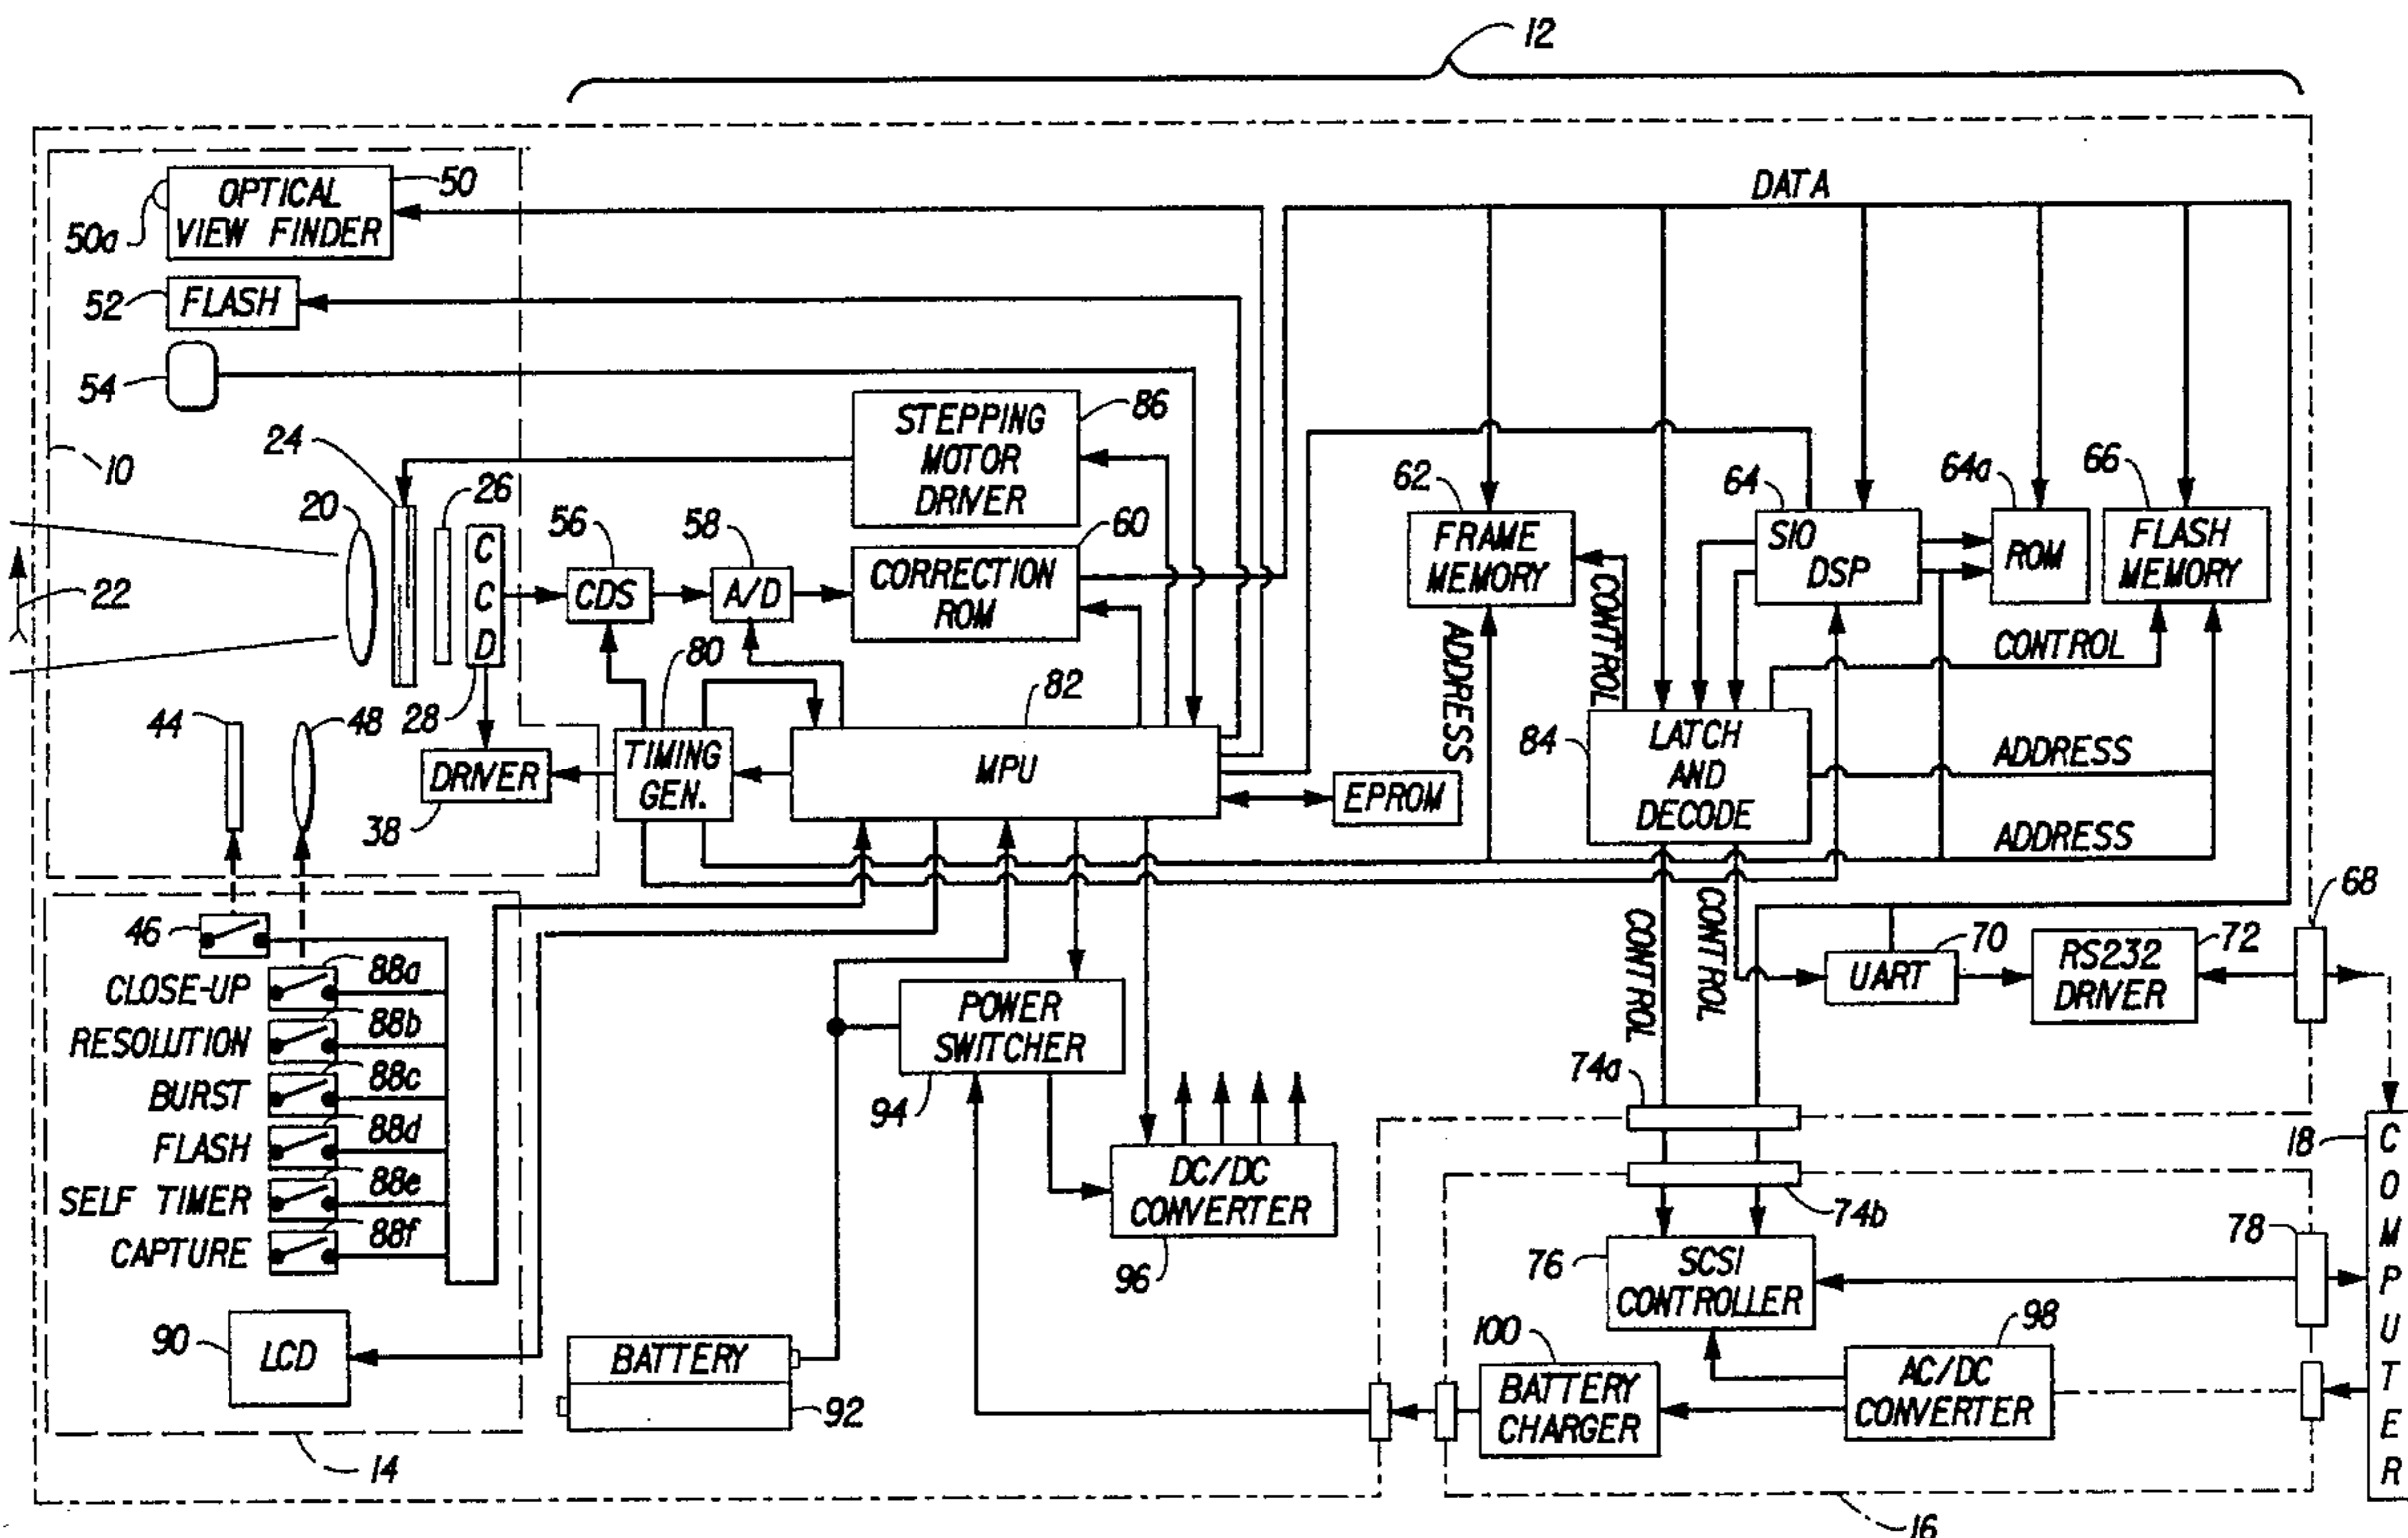 12
DATA
OPTICAL
VIEW FINDER
50
50a
FLASH
52
54
10
24
20
26
22
C
C
D
28
44
48
DRIVER
38
STEPPING
MOTOR
DRIVER
86
56
CDS
58
A/D
60
CORRECTION
ROM
80
TIMING
GEN.
82
MPU
EPROM
62
FRAME
MEMORY
CONTROL
ADDRESS
64
SIO
DSP
64a
ROM
66
FLASH
MEMORY
CONTROL
84
LATCH
AND
DECODE
ADDRESS
ADDRESS
46
CLOSE-UP
88a
RESOLUTION
88b
BURST
88c
FLASH
88d
SELF TIMER
88e
CAPTURE
88f
90
LCD
14
BATTERY
92
POWER
SWITCHER
94
DC/DC
CONVERTER
96
CONTROL
CONTROL
70
UART
72
RS232
DRIVER
68
74a
74b
76
SCSI
CONTROLLER
78
18
C
O
M
P
U
T
E
R
100
BATTERY
CHARGER
98
AC/DC
CONVERTER
16